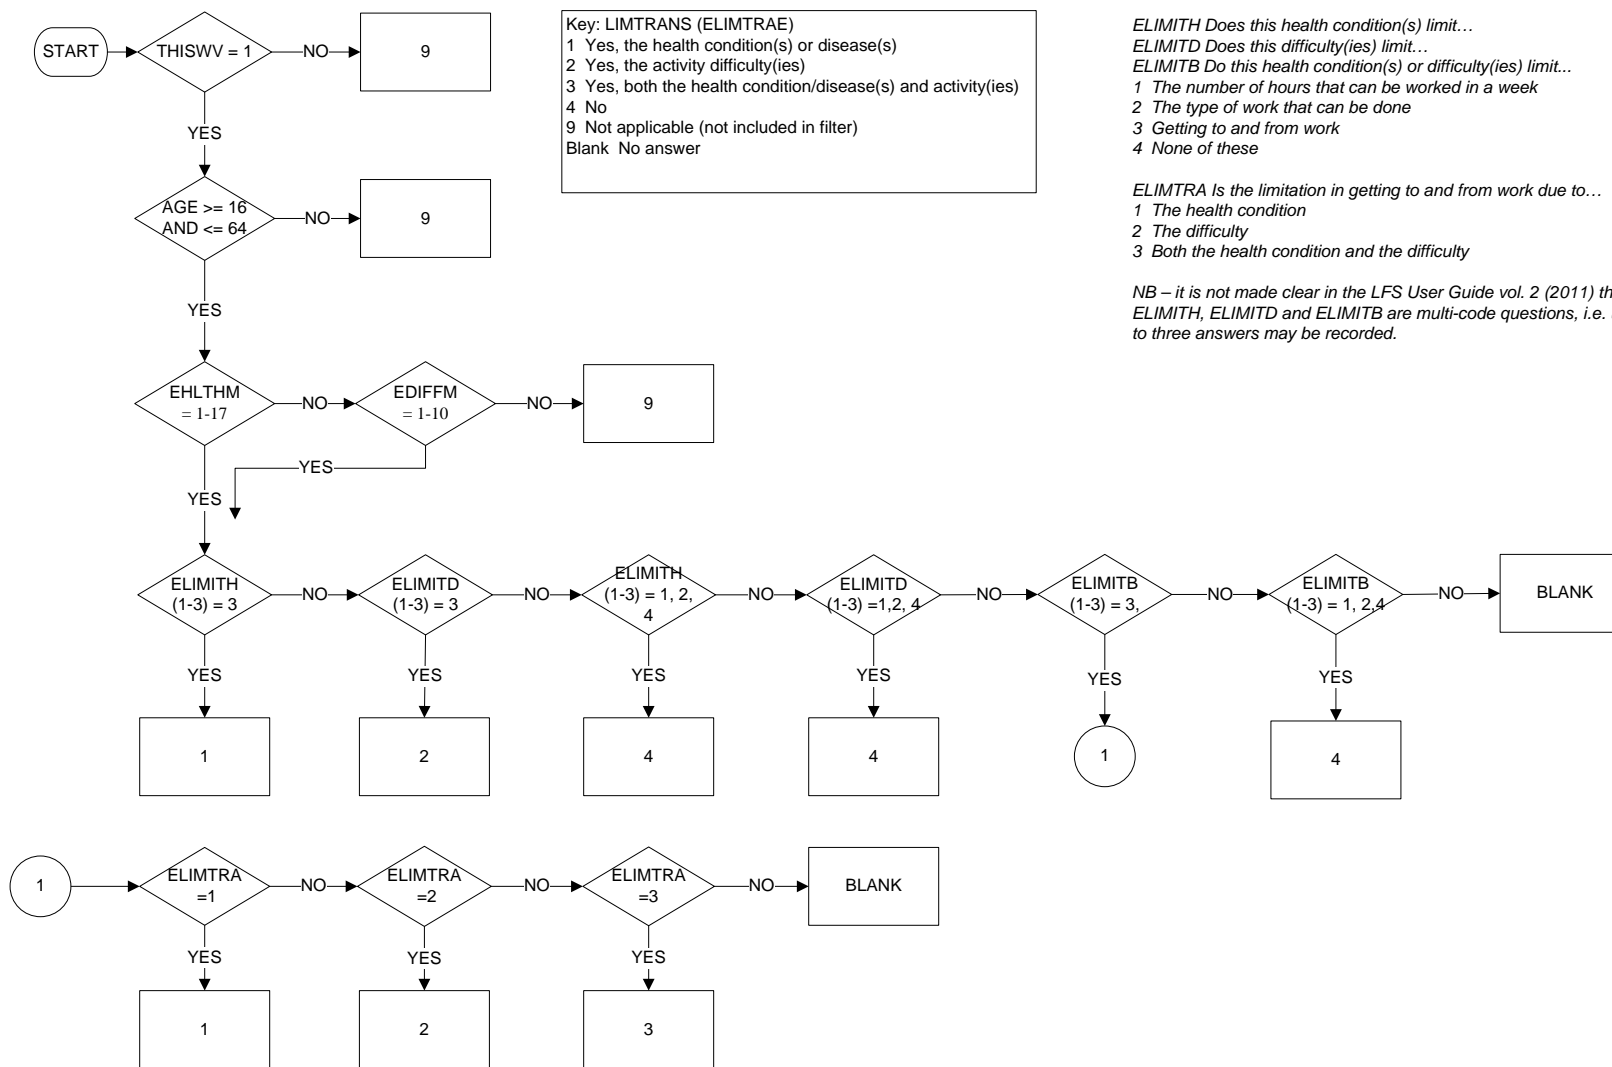 START
THISWV = 1
NO
9
Key: LIMTRANS (ELIMTRAE)
1 Yes, the health condition(s) or disease(s)
2 Yes, the activity difficulty(ies)
3 Yes, both the health condition/disease(s) and activity(ies)
4 No
9 Not applicable (not included in filter)
Blank No answer
ELIMITH Does this health condition(s) limit…
ELIMITD Does this difficulty(ies) limit…
ELIMITB Do this health condition(s) or difficulty(ies) limit...
1 The number of hours that can be worked in a week
2 The type of work that can be done
3 Getting to and from work
4 None of these
ELIMTRA Is the limitation in getting to and from work due to…
1 The health condition
2 The difficulty
3 Both the health condition and the difficulty
NB – it is not made clear in the LFS User Guide vol. 2 (2011)
ELIMITH, ELIMITD and ELIMITB are multi-code questions, i.e.
to three answers may be recorded.
YES
AGE >= 16
AND <= 64
NO
9
YES
EHLTHM
= 1-17
NO
EDIFFM
= 1-10
NO
9
YES
YES
ELIMITH
(1-3) = 3
NO
ELIMITD
(1-3) = 3
NO
ELIMITH
(1-3) = 1, 2,
4
NO
ELIMITD
(1-3) =1,2, 4
NO
ELIMITB
(1-3) = 3,
NO
ELIMITB
(1-3) = 1, 2,4
NO
BLANK
YES
YES
YES
YES
YES
YES
1
2
4
4
1
4
1
ELIMTRA
=1
NO
ELIMTRA
=2
NO
ELIMTRA
=3
NO
BLANK
YES
YES
YES
1
2
3